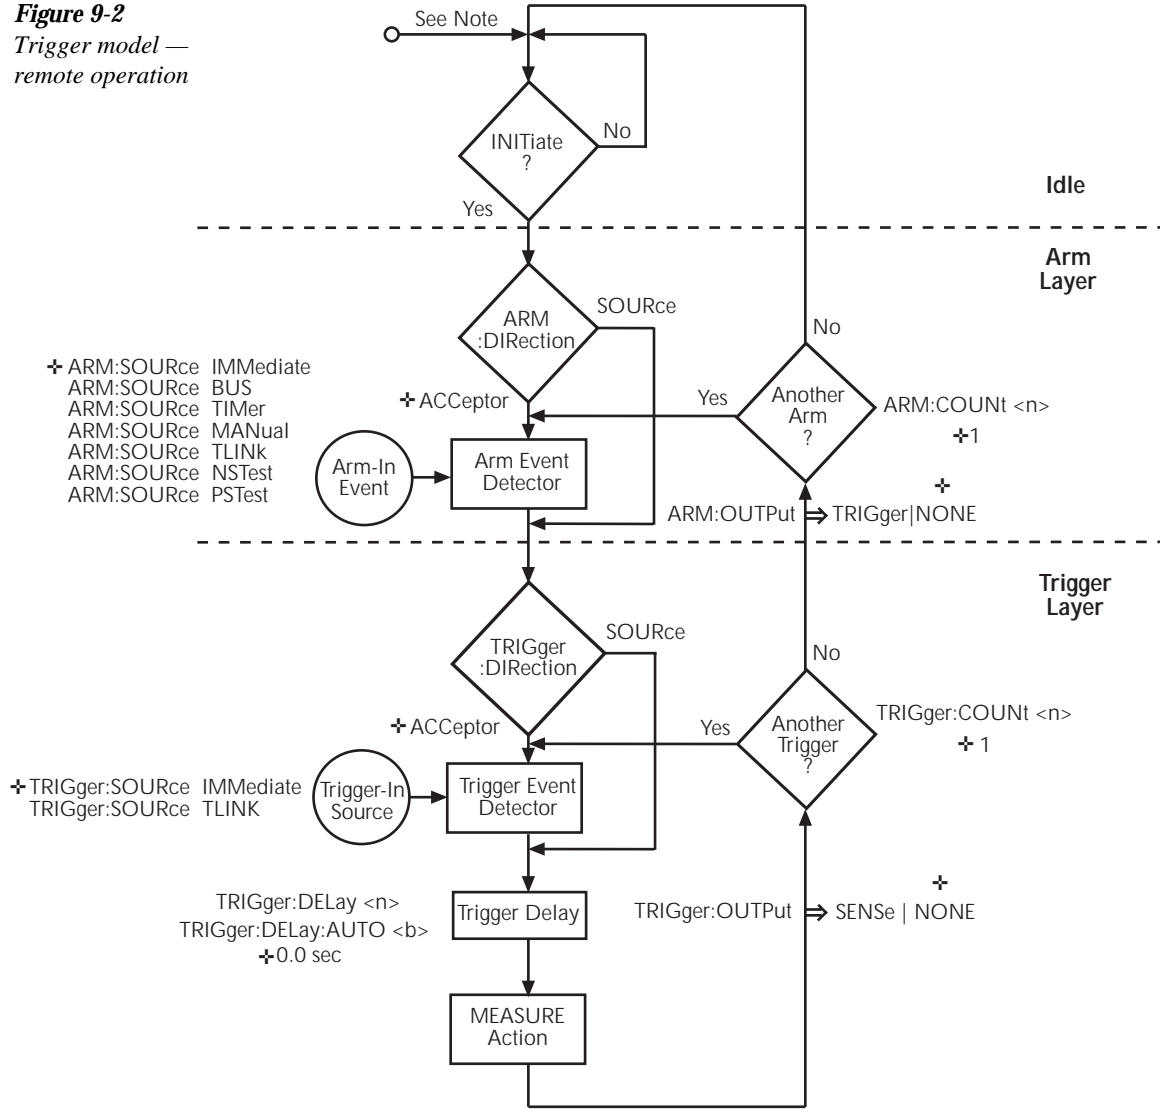 Figure 9-2
Trigger model —
remote operation
See Note
INITiate
?
No
Yes
Idle
Arm
Layer
ARM
:DIRection
SOURce
✛ ACCeptor
✛ ARM:SOURce IMMediate
ARM:SOURce BUS
ARM:SOURce TIMer
ARM:SOURce MANual
ARM:SOURce TLINk
ARM:SOURce NSTest
ARM:SOURce PSTest
Arm-In
Event
Arm Event
Detector
No
Yes
Another
Arm
?
ARM:COUNt <n>
✛1
✛
ARM:OUTPut ⇒ TRIGger|NONE
Trigger
Layer
TRIGger
:DIRection
SOURce
✛ ACCeptor
No
Yes
Another
Trigger
?
TRIGger:COUNt <n>
✛ 1
✛TRIGger:SOURce IMMediate
TRIGger:SOURce TLINK
Trigger-In
Source
Trigger Event
Detector
TRIGger:DELay <n>
TRIGger:DELay:AUTO <b>
✛0.0 sec
Trigger Delay
✛
TRIGger:OUTPut ⇒ SENSe | NONE
MEASURE
Action